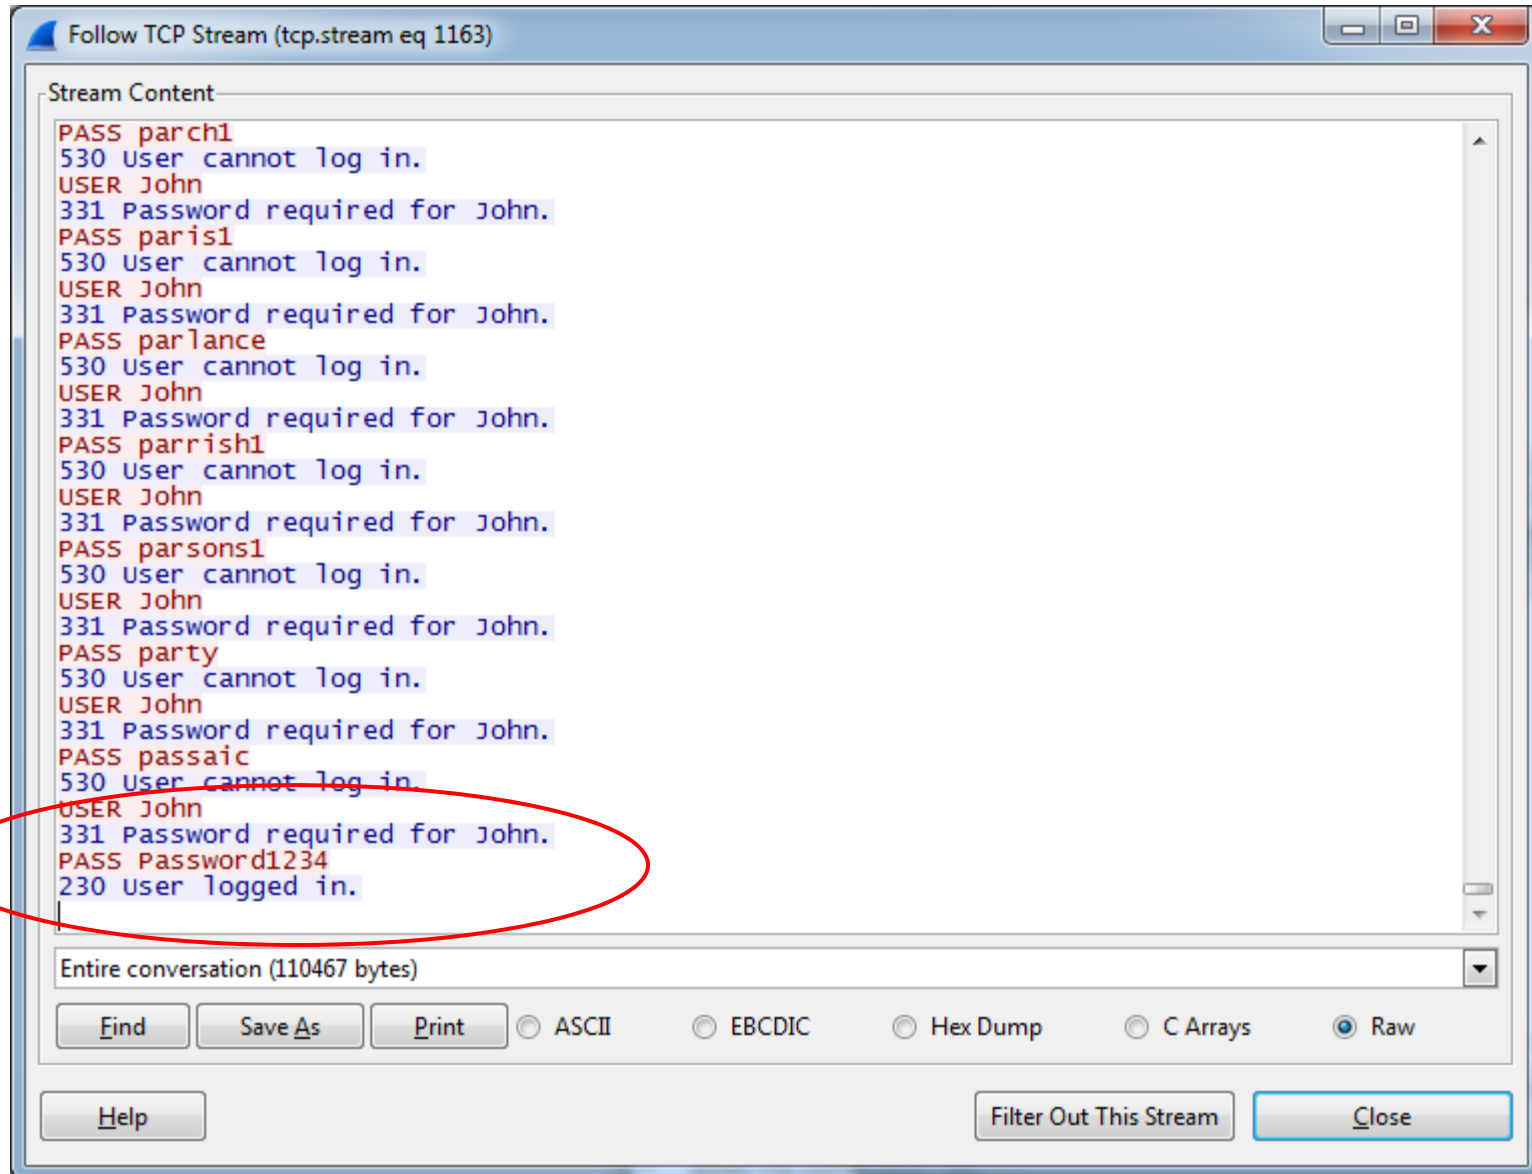 Follow TCP Stream (tcp.stream eq 1163)
Stream Content
PASS parch1
530 User cannot log in.
USER John
331 Password required for John.
PASS paris1
530 User cannot log in.
USER John
331 Password required for John.
PASS parlance
530 User cannot log in.
USER John
331 Password required for John.
PASS parrish1
530 User cannot log in.
USER John
331 Password required for John.
PASS parsons1
530 User cannot log in.
USER John
331 Password required for John.
PASS party
530 User cannot log in.
USER John
331 Password required for John.
PASS passaic
530 User cannot log in.
USER John
331 Password required for John.
PASS Password1234
230 User logged in.
Entire conversation (110467 bytes)
Find Save As Print ASCII EBCDIC Hex Dump C Arrays Raw
Help Filter Out This Stream Close